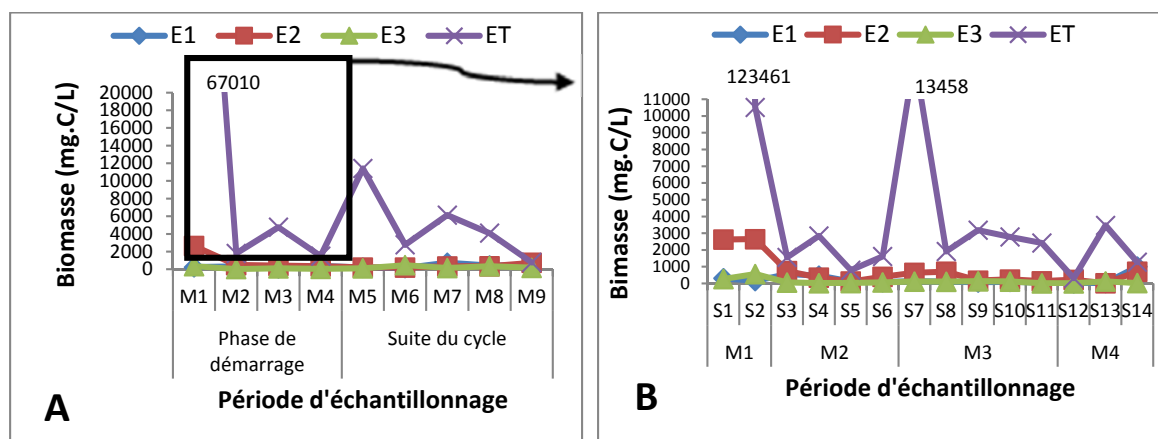 E1 E2 E3 ET
67010
Biomasse (mg.C/L)
20000
18000
16000
14000
12000
10000
8000
6000
4000
2000
0
M1 M2 M3 M4 M5 M6 M7 M8 M9
Phase de démarrage
Suite du cycle
Période d'échantillonnage
A
E1 E2 E3 ET
123461
13458
Bimasse (mg.C/L)
11000
10000
9000
8000
7000
6000
5000
4000
3000
2000
1000
0
S1 S2 S3 S4 S5 S6 S7 S8 S9 S10 S11 S12 S13 S14
M1 M2 M3 M4
Période d'échantillonnage
B